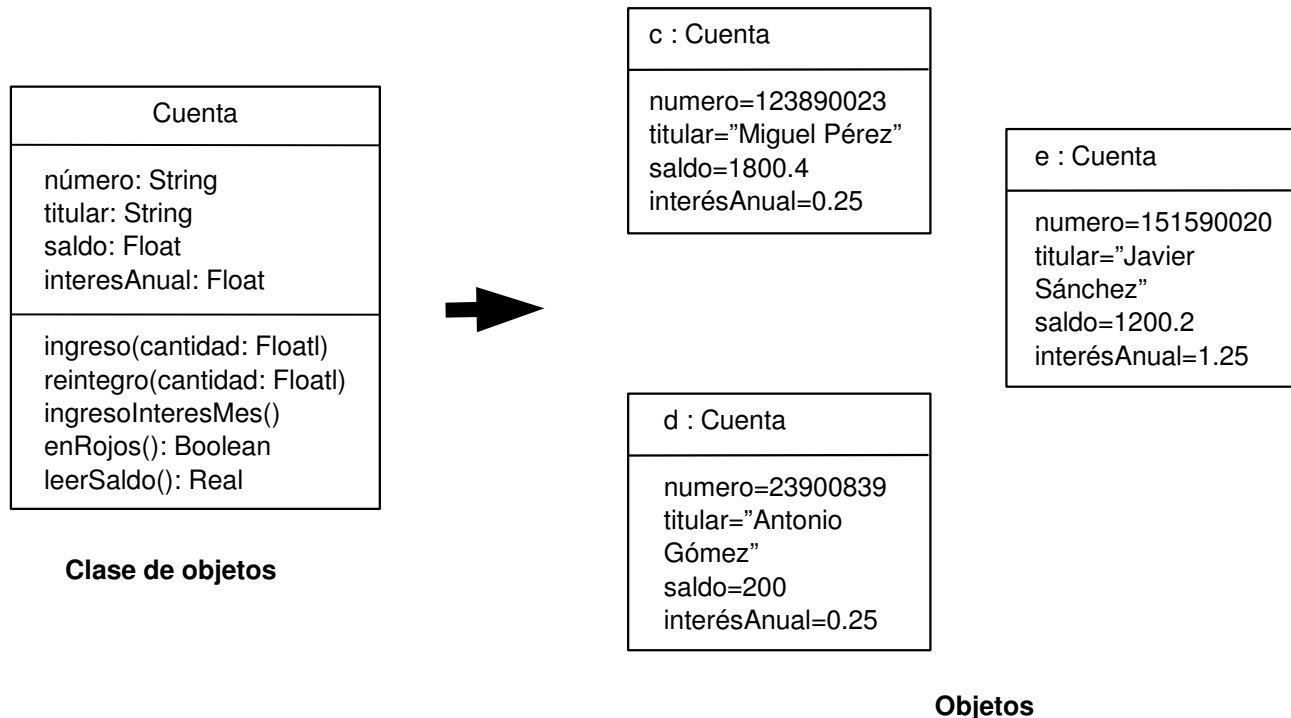 Cuenta
número: String
titular: String
saldo: Float
interesAnual: Float
ingreso(cantidad: Floatl)
reintegro(cantidad: Floatl)
ingresoInteresMes()
enRojos(): Boolean
leerSaldo(): Real
Clase de objetos
c : Cuenta
numero=123890023
titular=”Miguel Pérez”
saldo=1800.4
interésAnual=0.25
e : Cuenta
numero=151590020
titular=”Javier
Sánchez”
saldo=1200.2
interésAnual=1.25
d : Cuenta
numero=23900839
titular=”Antonio
Gómez”
saldo=200
interésAnual=0.25
Objetos